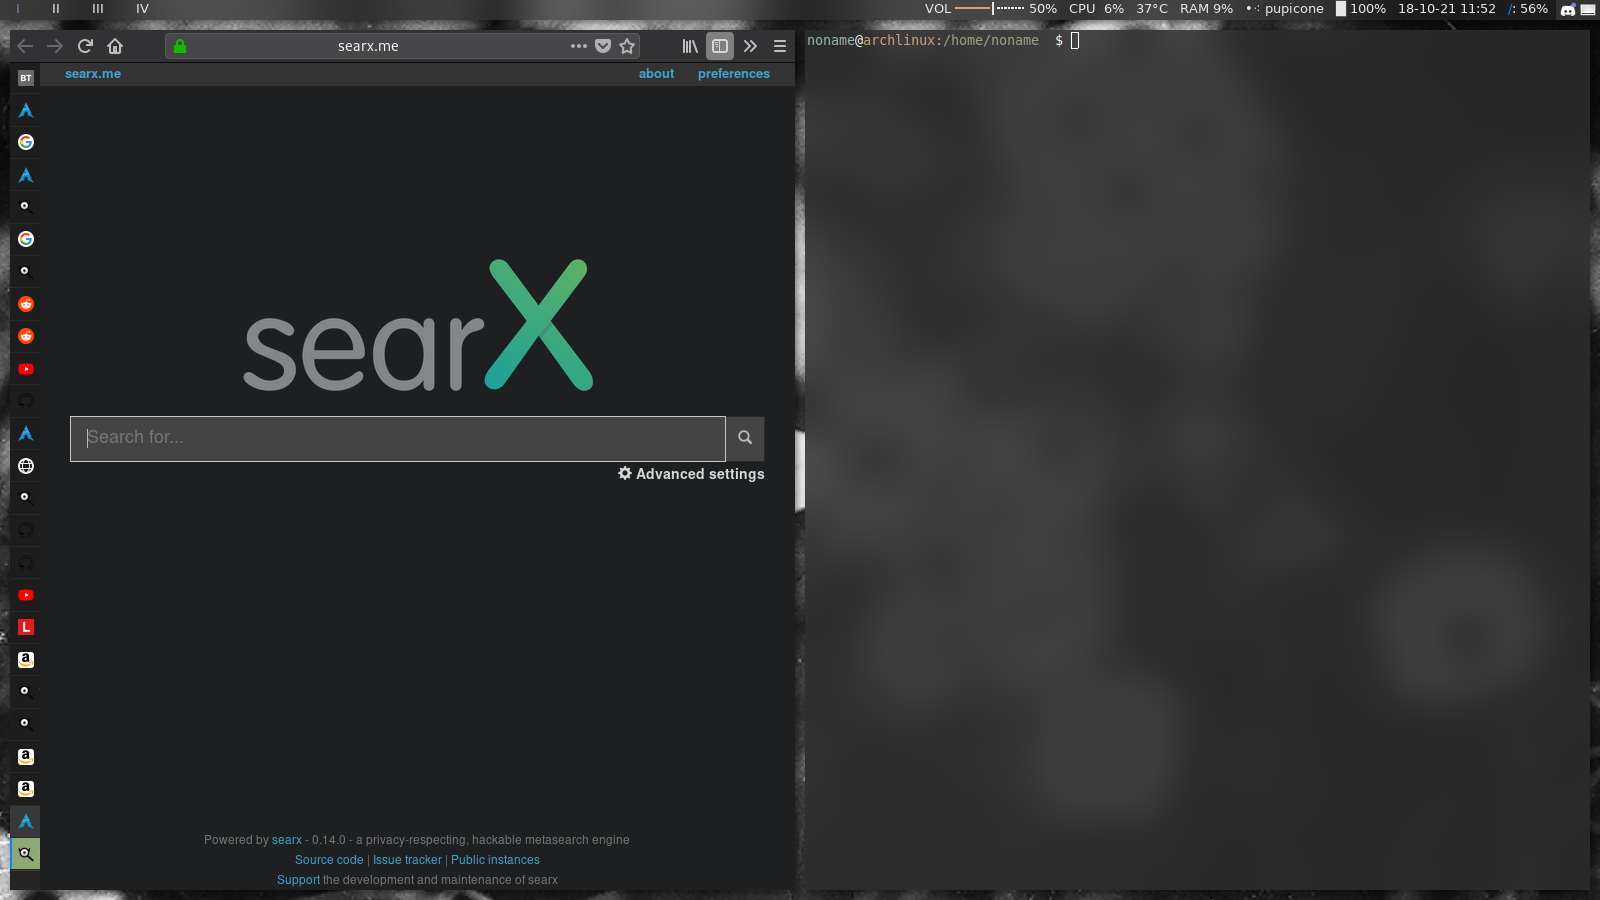 I II III IV VOL 50% CPU 6% 37°C RAM 9% pupicone 100% 18-10-21 11:52 /: 56%
searx.me
noname@archlinux:/home/noname $
searx.me about preferences
BT
searX
Search for...
Advanced settings
L
a
a
a
Powered by searx - 0.14.0 - a privacy-respecting, hackable metasearch engine
Source code | Issue tracker | Public instances
Support the development and maintenance of searx